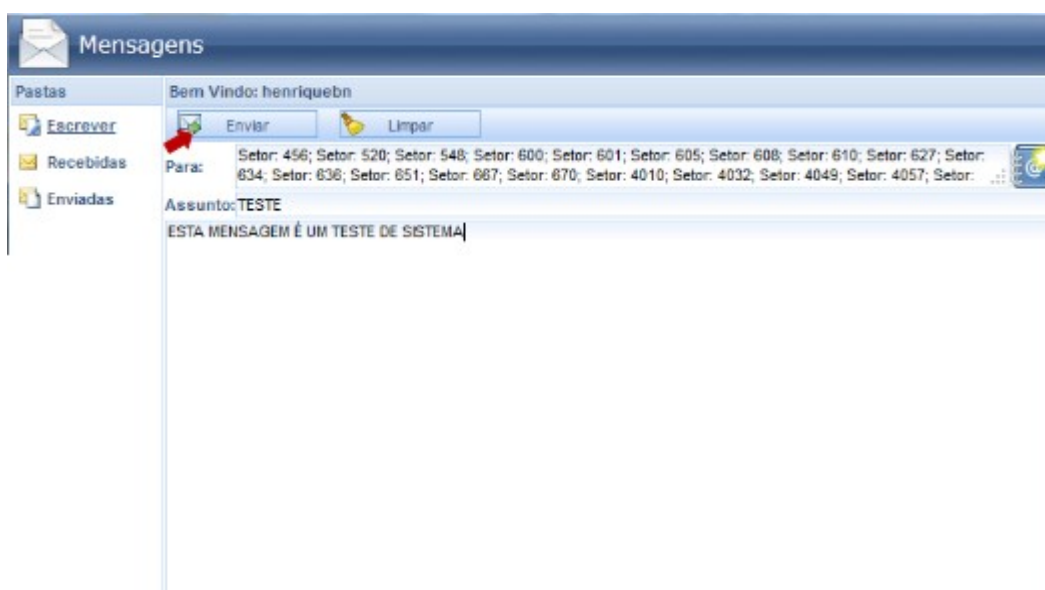 Mensagens
Pastas
Bem Vindo: henriquebn
Escrever
Enviar
Limpar
Recebidas
Para:
Setor: 456; Setor: 520; Setor: 548; Setor: 600; Setor: 601; Setor: 605; Setor: 608; Setor: 610; Setor: 627; Setor:
634; Setor: 636; Setor: 651; Setor: 667; Setor: 670; Setor: 4010; Setor: 4032; Setor: 4049; Setor: 4057; Setor:
Enviadas
Assunto: TESTE
ESTA MENSAGEM É UM TESTE DE SISTEMA